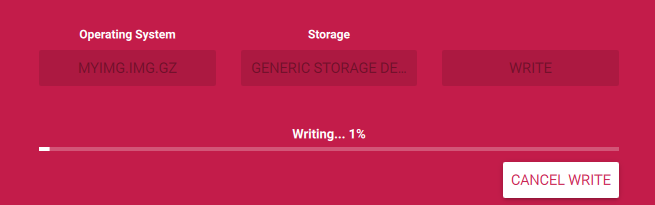 Operating System Storage
MYIMG.IMG.GZ GENERIC STORAGE DE... WRITE
Writing... 1%
CANCEL WRITE